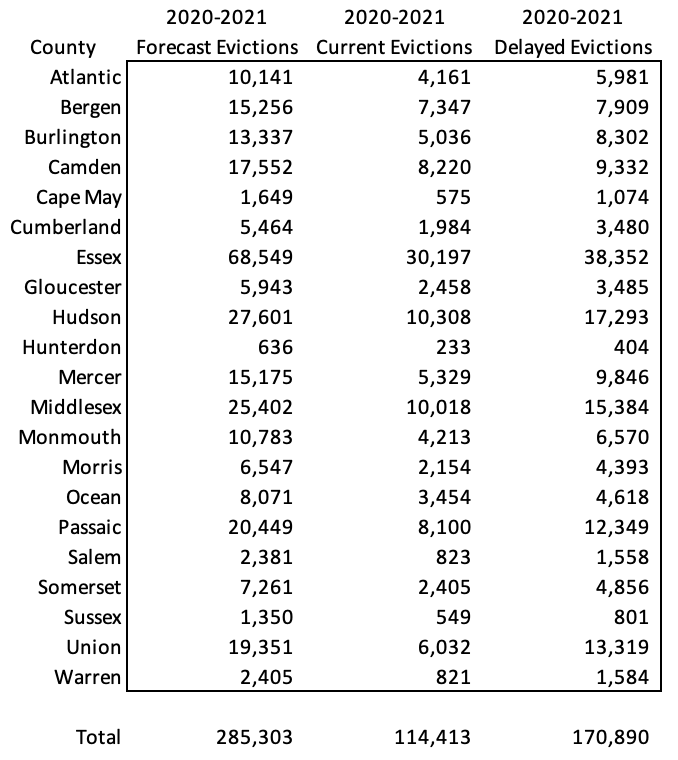 2020-2021 2020-2021 2020-2021
County Forecast Evictions Current Evictions Delayed Evictions
Atlantic 10,141 4,161 5,981
Bergen 15,256 7,347 7,909
Burlington 13,337 5,036 8,302
Camden 17,552 8,220 9,332
Cape May 1,649 575 1,074
Cumberland 5,464 1,984 3,480
Essex 68,549 30,197 38,352
Gloucester 5,943 2,458 3,485
Hudson 27,601 10,308 17,293
Hunterdon 636 233 404
Mercer 15,175 5,329 9,846
Middlesex 25,402 10,018 15,384
Monmouth 10,783 4,213 6,570
Morris 6,547 2,154 4,393
Ocean 8,071 3,454 4,618
Passaic 20,449 8,100 12,349
Salem 2,381 823 1,558
Somerset 7,261 2,405 4,856
Sussex 1,350 549 801
Union 19,351 6,032 13,319
Warren 2,405 821 1,584
Total 285,303 114,413 170,890